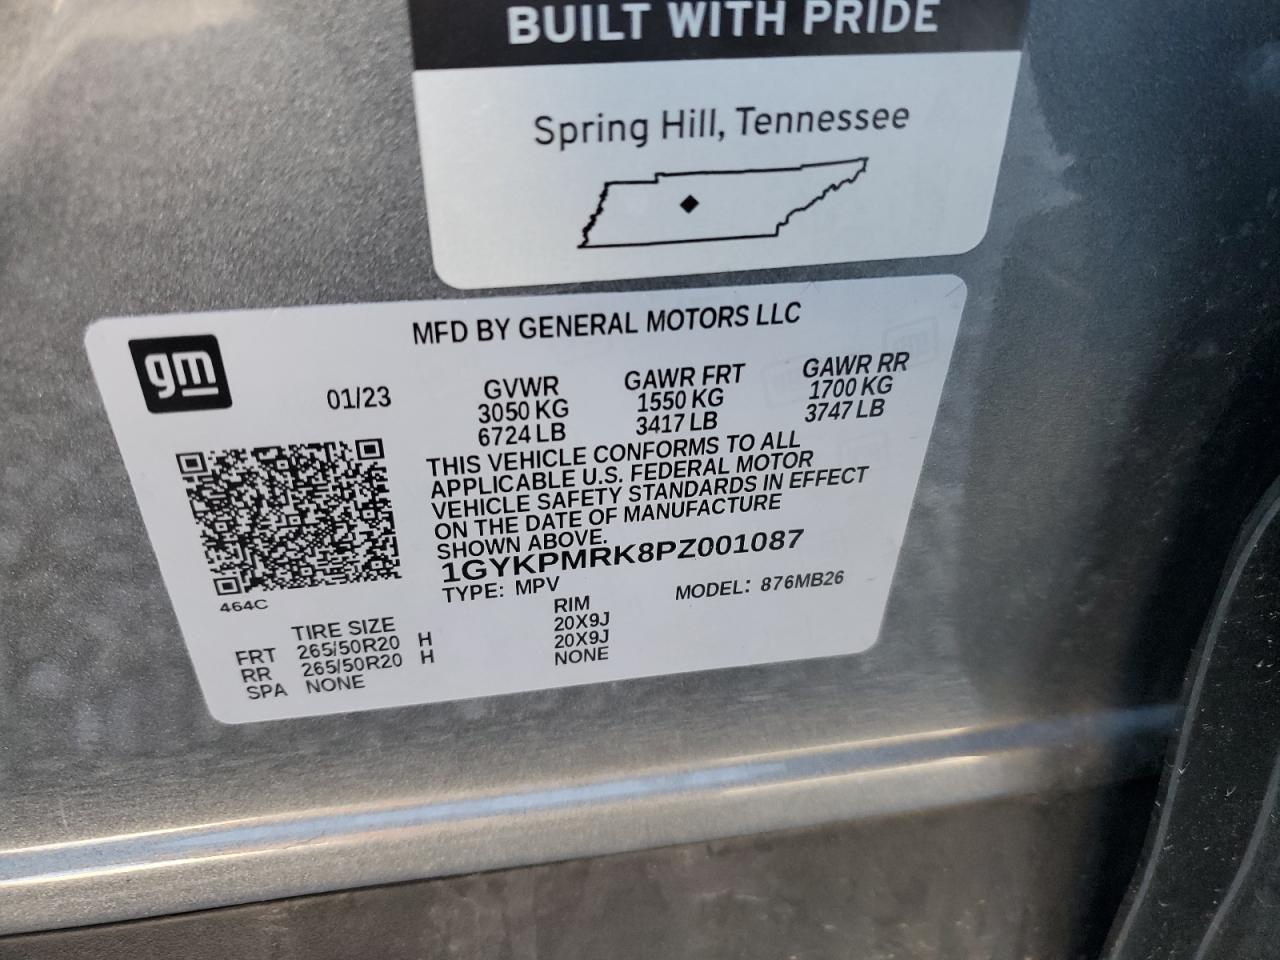 BUILT WITH PRIDE
Spring Hill, Tennessee
gm
MFD BY GENERAL MOTORS LLC
01/23 GVWR GAWR FRT GAWR RR
3050 KG 1550 KG 1700 KG
6724 LB 3417 LB 3747 LB
THIS VEHICLE CONFORMS TO ALL
APPLICABLE U.S. FEDERAL MOTOR
VEHICLE SAFETY STANDARDS IN EFFECT
ON THE DATE OF MANUFACTURE
SHOWN ABOVE.
1GYKPMRK8PZ001087
464C TYPE: MPV MODEL: 876MB26
TIRE SIZE RIM
FRT 265/50R20 H 20X9J
RR 265/50R20 H 20X9J
SPA NONE NONE